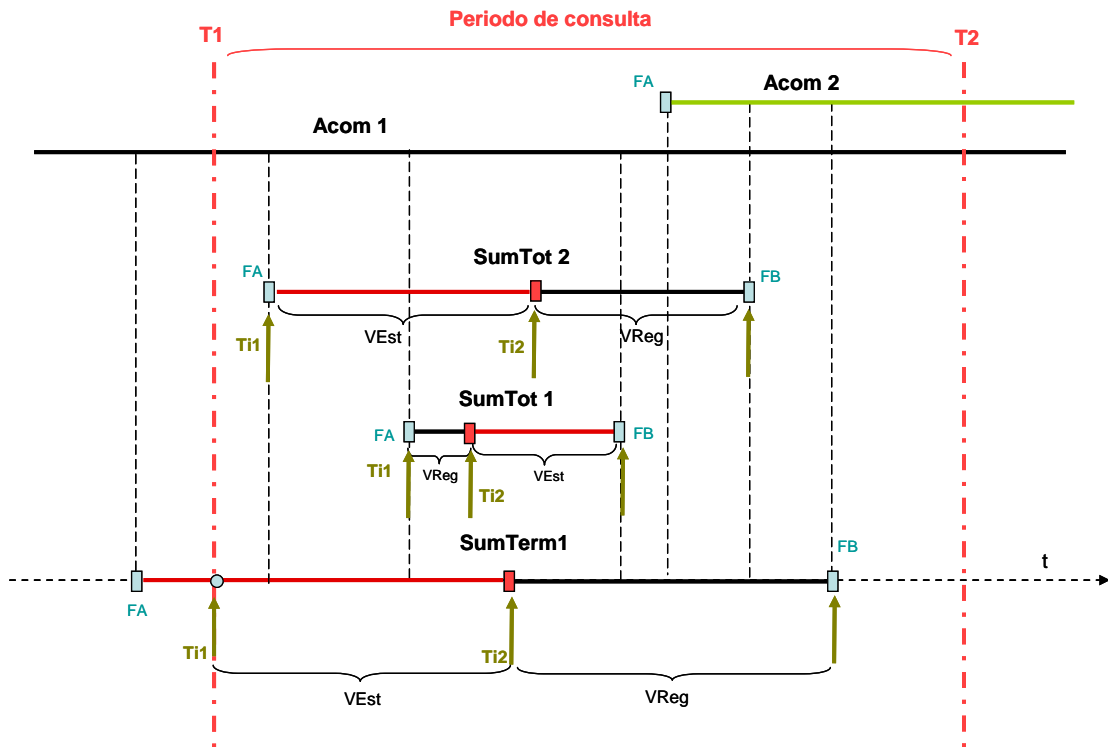 Periodo de consulta
T1
T2
FA
Acom 2
Acom 1
SumTot 2
FA
FB
VEst
VReg
Ti1
Ti2
SumTot 1
FA
FB
VReg
VEst
Ti1
Ti2
SumTerm1
FB
t
FA
Ti1
Ti2
VEst
VReg